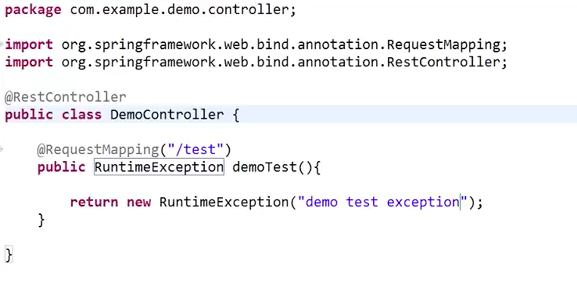 package com.example.demo.controller;
import org.springframework.web.bind.annotation.RequestMapping;
import org.springframework.web.bind.annotation.RestController;
@RestController
public class DemoController {
@RequestMapping("/test")
public RuntimeException demoTest(){
return new RuntimeException("demo test exception");
}
}